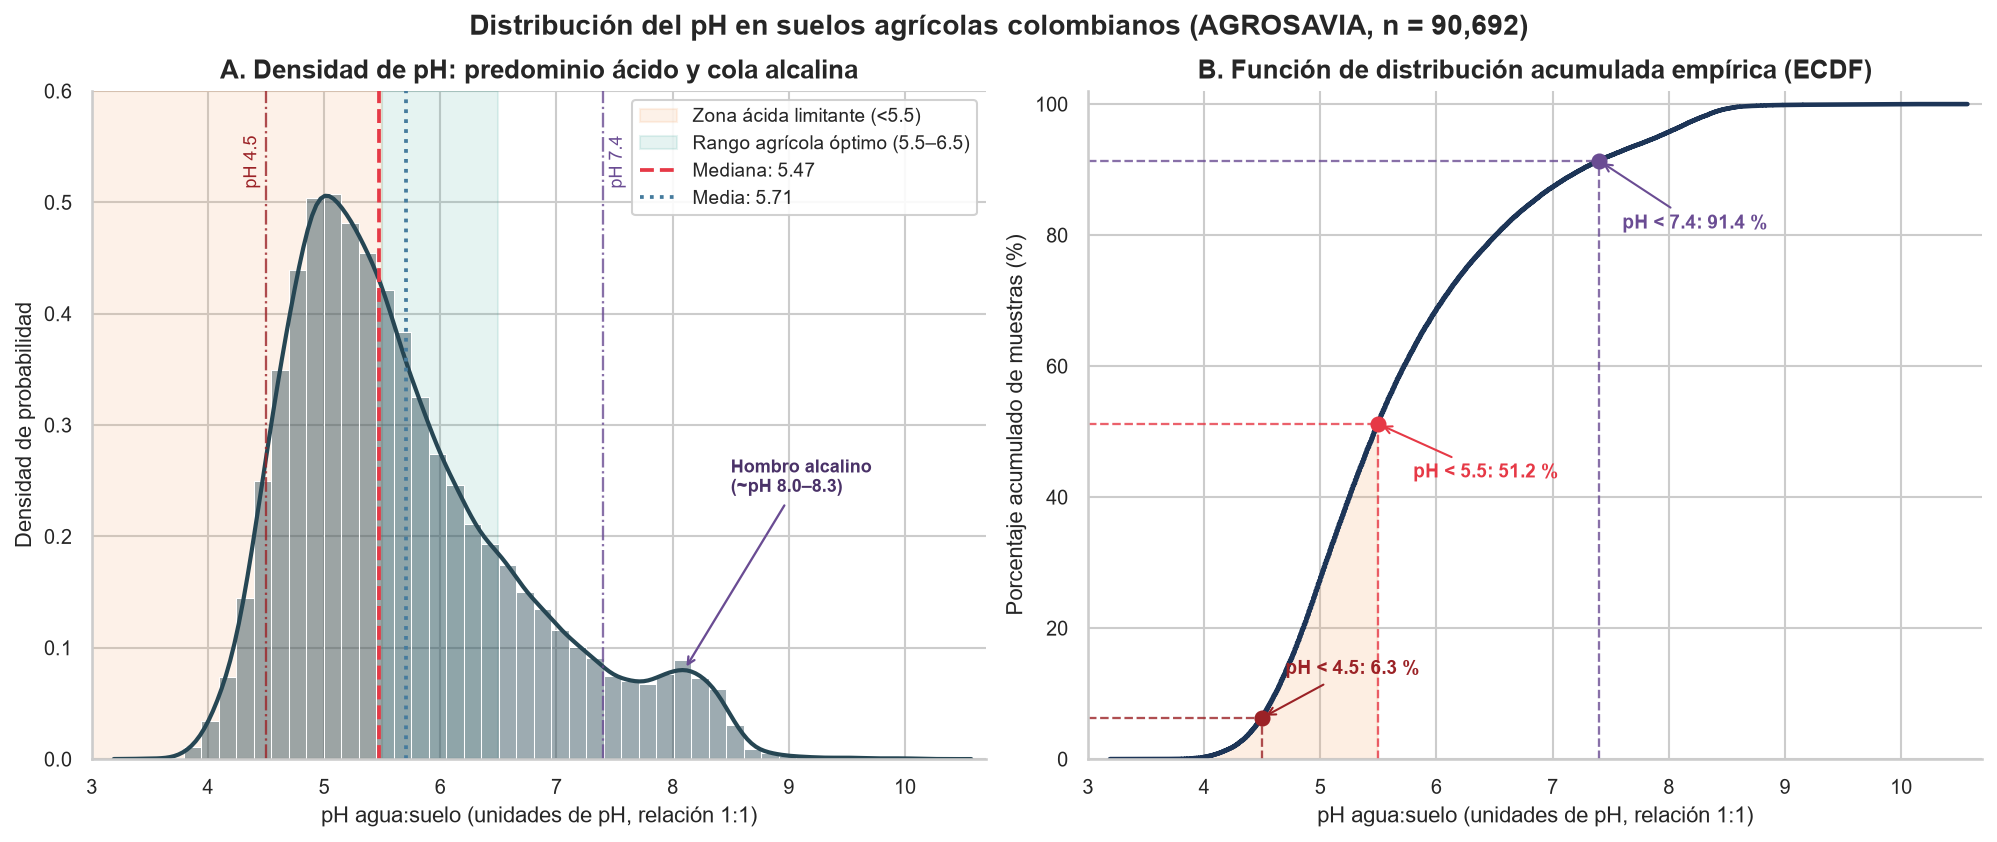 Distribución del pH en suelos agrícolas colombianos (AGROSAVIA, n = 90,692)
A. Densidad de pH: predominio ácido y cola alcalina
Densidad de probabilidad
0.6
0.5
0.4
0.3
0.2
0.1
0.0
pH 4.5
pH 7.4
Zona ácida limitante (<5.5)
Rango agrícola óptimo (5.5–6.5)
Mediana: 5.47
Media: 5.71
Hombro alcalino
(~pH 8.0–8.3)
3 4 5 6 7 8 9 10
pH agua:suelo (unidades de pH, relación 1:1)
B. Función de distribución acumulada empírica (ECDF)
Porcentaje acumulado de muestras (%)
100
80
60
40
20
0
pH < 7.4: 91.4 %
pH < 5.5: 51.2 %
pH < 4.5: 6.3 %
3 4 5 6 7 8 9 10
pH agua:suelo (unidades de pH, relación 1:1)